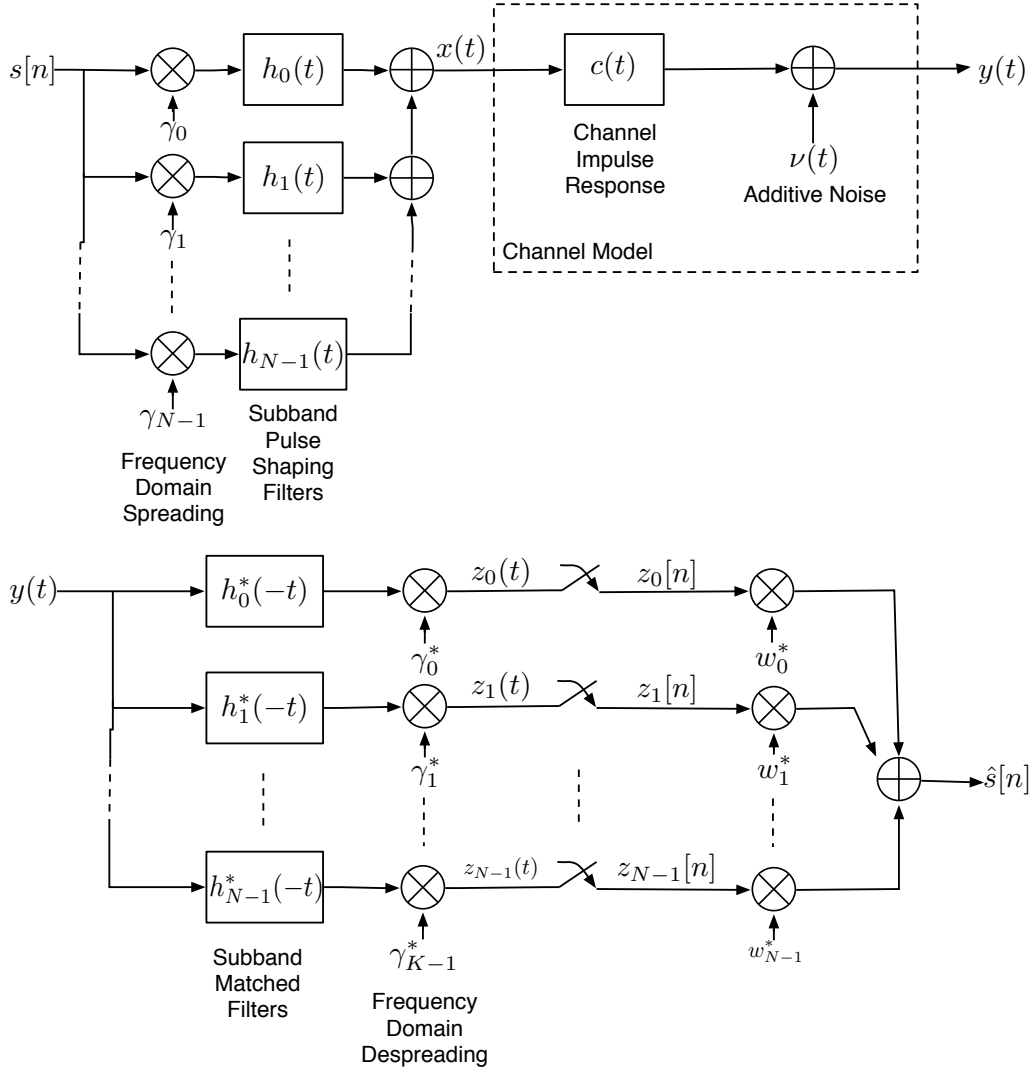 s[n]
h_0(t)
x(t)
c(t)
y(t)
γ_0
Channel
Impulse
Response
ν(t)
Additive Noise
h_1(t)
γ_1
Channel Model
h_{N−1}(t)
γ_{N−1}
Subband
Pulse
Shaping
Filters
Frequency
Domain
Spreading
y(t)
h_0^*(−t)
z_0(t)
z_0[n]
γ_0^*
w_0^*
h_1^*(−t)
z_1(t)
z_1[n]
γ_1^*
w_1^*
ŝ[n]
h_{N−1}^*(−t)
z_{N−1}(t)
z_{N−1}[n]
γ_{K−1}^*
w_{N−1}^*
Subband
Matched
Filters
Frequency
Domain
Despreading